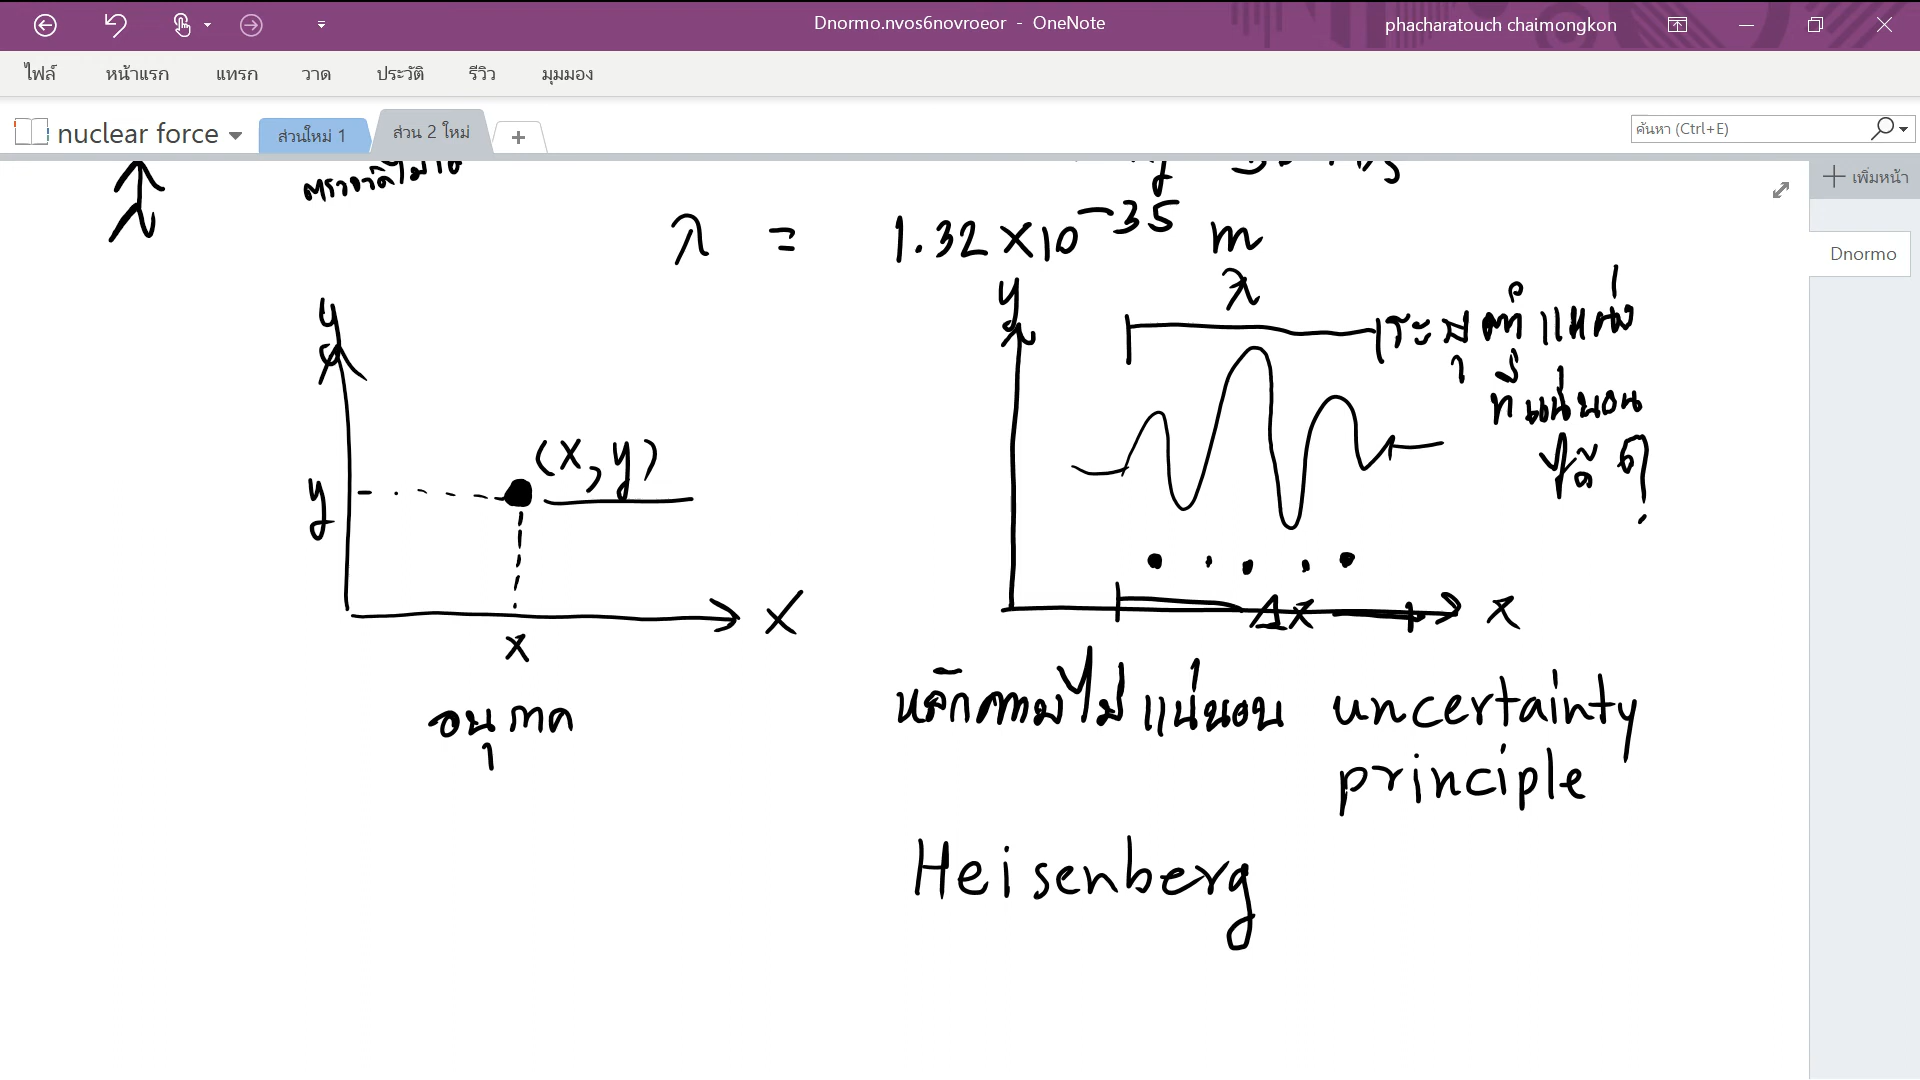 Dnormo.nvos6novroeor - OneNote
phacharatouch chaimongkon
ไฟล์ หน้าแรก แทรก วาด ประวัติ รีวิว มุมมอง
nuclear force ส่วนใหม่ 1 ส่วน 2 ใหม่ +
ค้นหา (Ctrl+E)
เพิ่มหน้า
Dnormo
λ
λ = 1.32 × 10⁻³⁵ m
y
y
(x, y)
x
x
อนุภาค
y
λ
ระบุตำแหน่ง
ที่แน่นอน
ได้ ?
Δx
x
หลักความไม่แน่นอน uncertainty
principle
Heisenberg